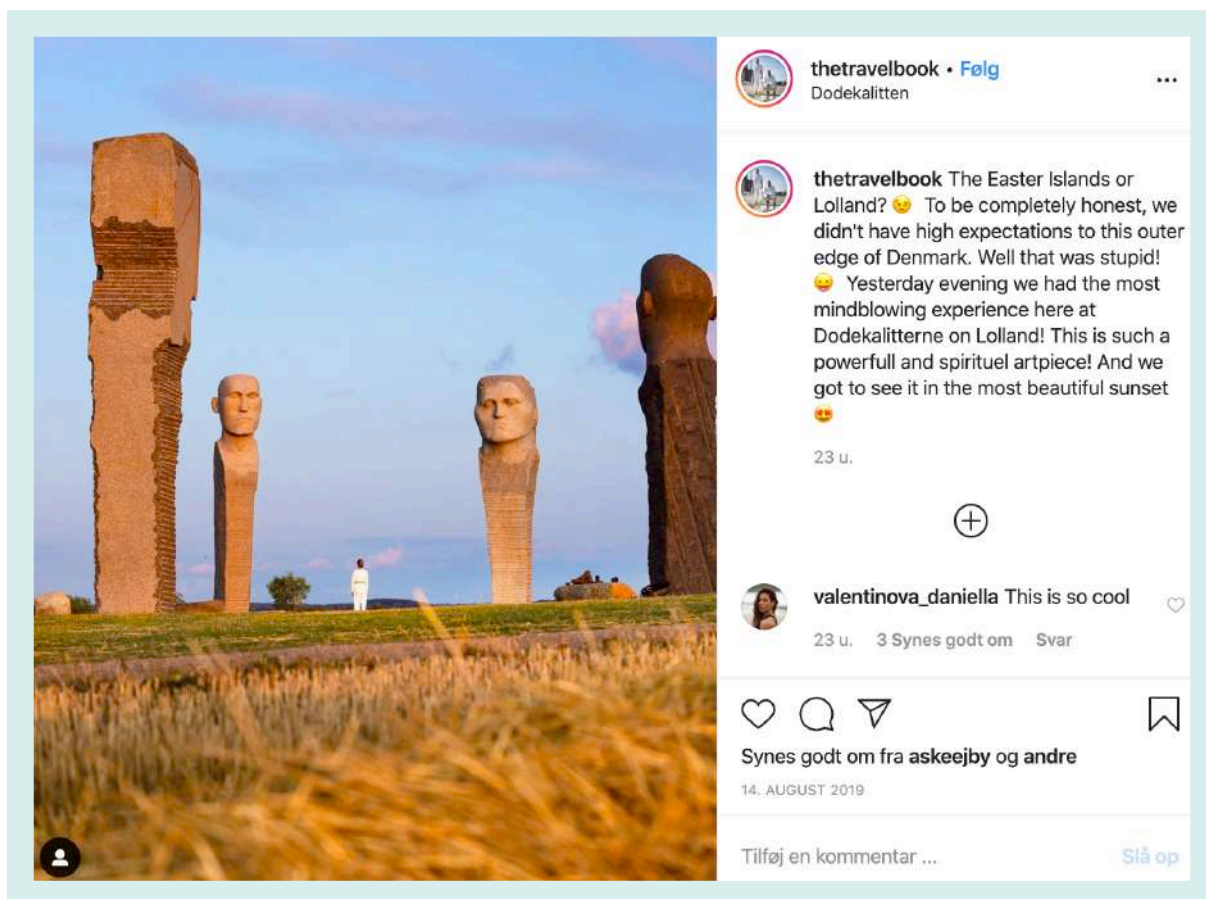 thetravelbook • Følg
Dodekalitten
thetravelbook The Easter Islands or
Lolland? 😉 To be completely honest, we
didn't have high expectations to this outer
edge of Denmark. Well that was stupid!
😛 Yesterday evening we had the most
mindblowing experience here at
Dodekalitterne on Lolland! This is such a
powerfull and spirituel artpiece! And we
got to see it in the most beautiful sunset
😍
23 u.
valentinova_daniella This is so cool
23 u. 3 Synes godt om Svar
Synes godt om fra askeejby og andre
14. AUGUST 2019
Tilføj en kommentar ... Slå op